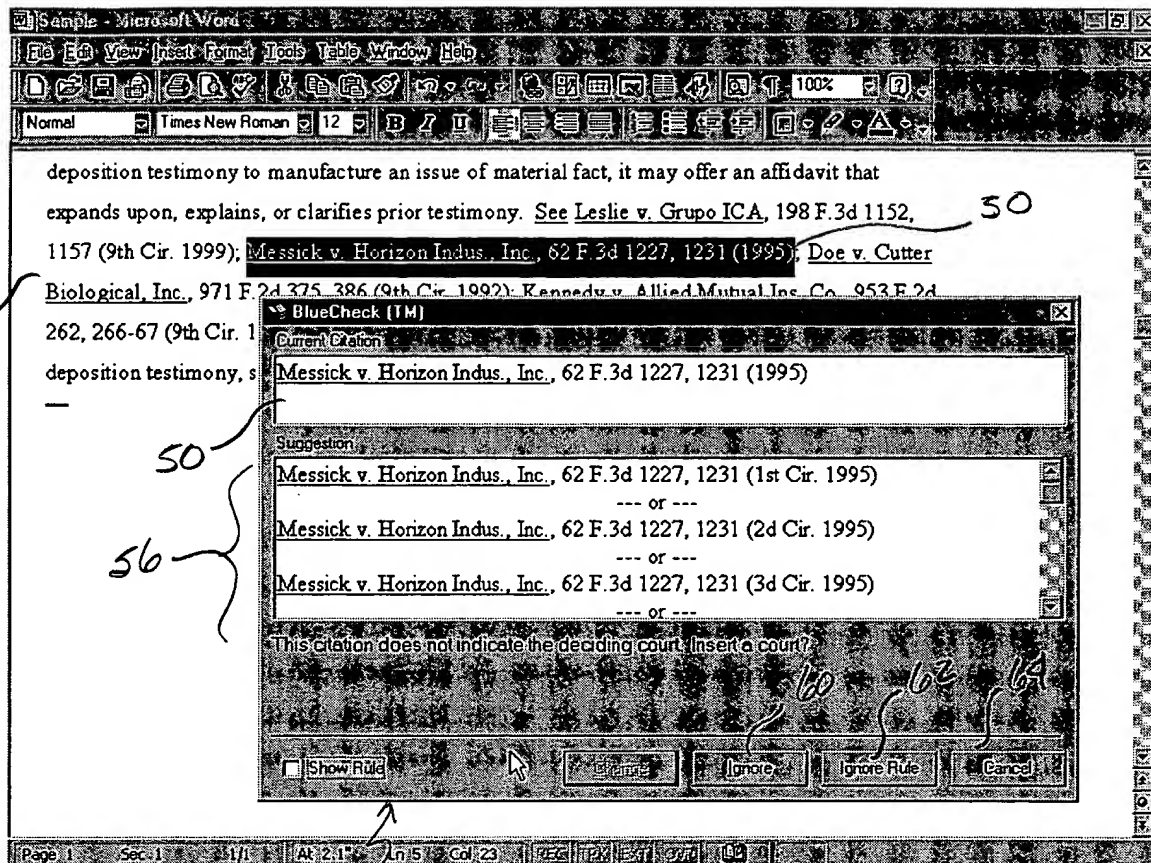 Sample - Microsoft Word
File Edit View Insert Format Tools Table Window Help
100%
Normal Times New Roman 12 B I U
deposition testimony to manufacture an issue of material fact, it may offer an affidavit that
expands upon, explains, or clarifies prior testimony. See Leslie v. Grupo ICA, 198 F.3d 1152,
50
1157 (9th Cir. 1999); Messick v. Horizon Indus., Inc., 62 F.3d 1227, 1231 (1995); Doe v. Cutter
Biological, Inc., 971 F.2d 375, 386 (9th Cir. 1992); Kennedy v. Allied Mutual Ins. Co., 953 F.2d
262, 266-67 (9th Cir. 1
deposition testimony, s
BlueCheck (TM)
Current Citation
Messick v. Horizon Indus., Inc., 62 F.3d 1227, 1231 (1995)
50
Suggestion
Messick v. Horizon Indus., Inc., 62 F.3d 1227, 1231 (1st Cir. 1995)
--- or ---
Messick v. Horizon Indus., Inc., 62 F.3d 1227, 1231 (2d Cir. 1995)
--- or ---
56
Messick v. Horizon Indus., Inc., 62 F.3d 1227, 1231 (3d Cir. 1995)
--- or ---
This citation does not indicate the deciding court. Insert a court?
60 62 64
Show Rule Change Ignore Ignore Rule Cancel
Page 1 Sec 1 1/1 At 2.1" Ln 5 Col 23 REC TRK EXT OVR